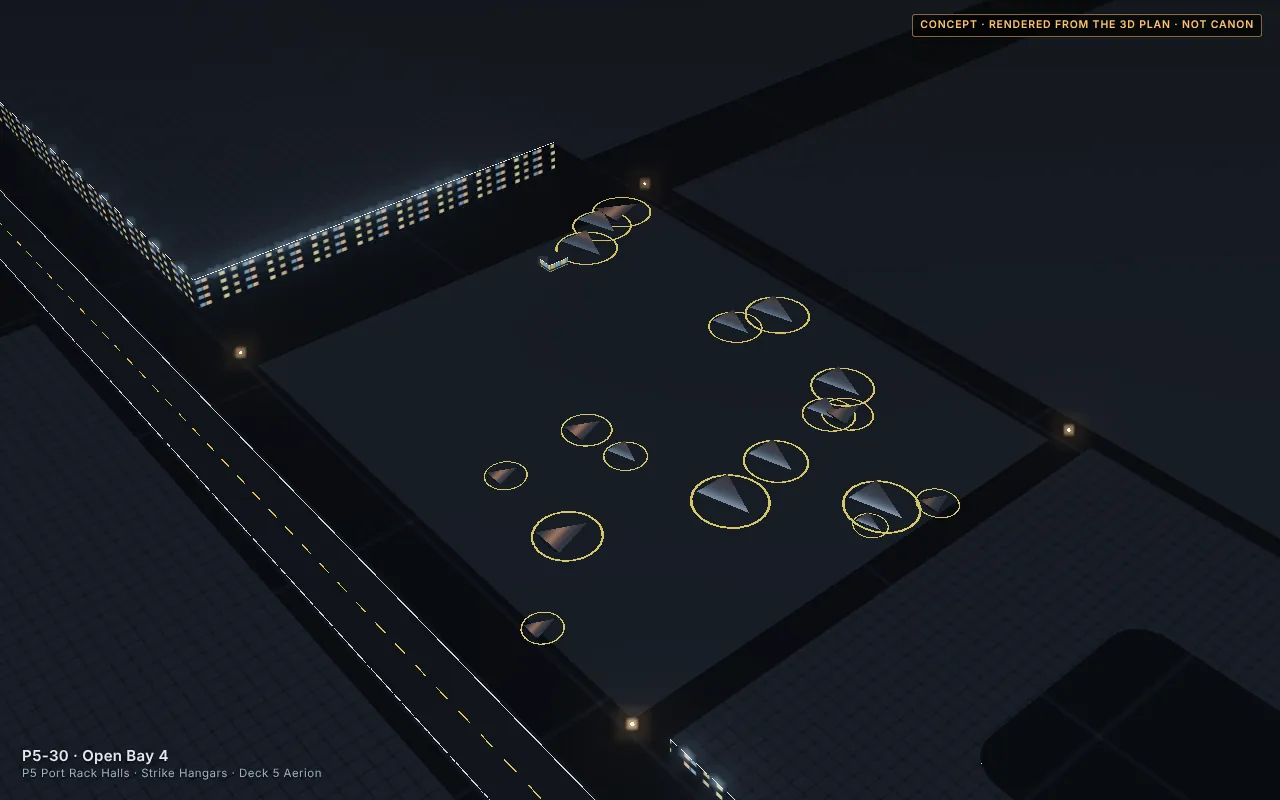 CONCEPT · RENDERED FROM THE 3D PLAN · NOT CANON
P5-30 · Open Bay 4
P5 Port Rack Halls · Strike Hangars · Deck 5 Aerion